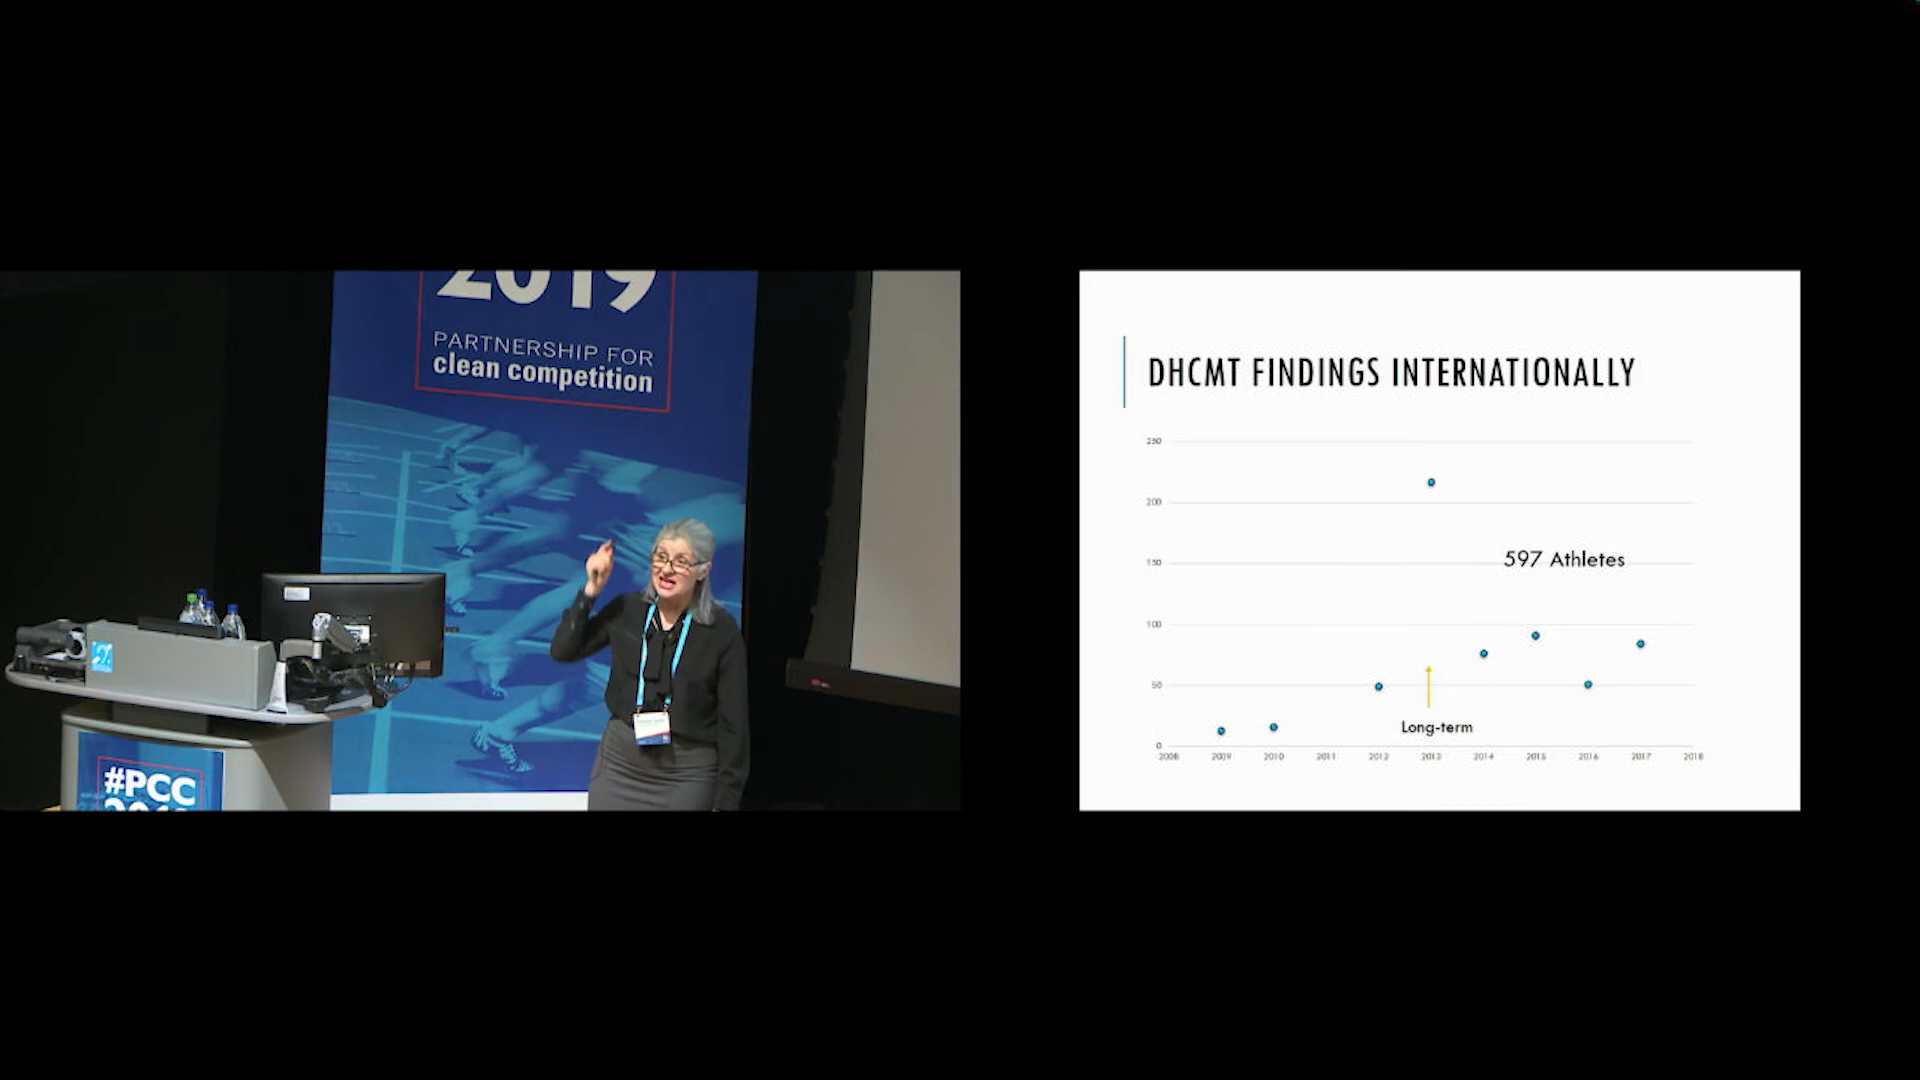 2019
PARTNERSHIP FOR
clean competition
#PCC
2019
DHCMT FINDINGS INTERNATIONALLY
250
200
150
100
50
0
597 Athletes
Long-term
2008 2009 2010 2011 2012 2013 2014 2015 2016 2017 2018